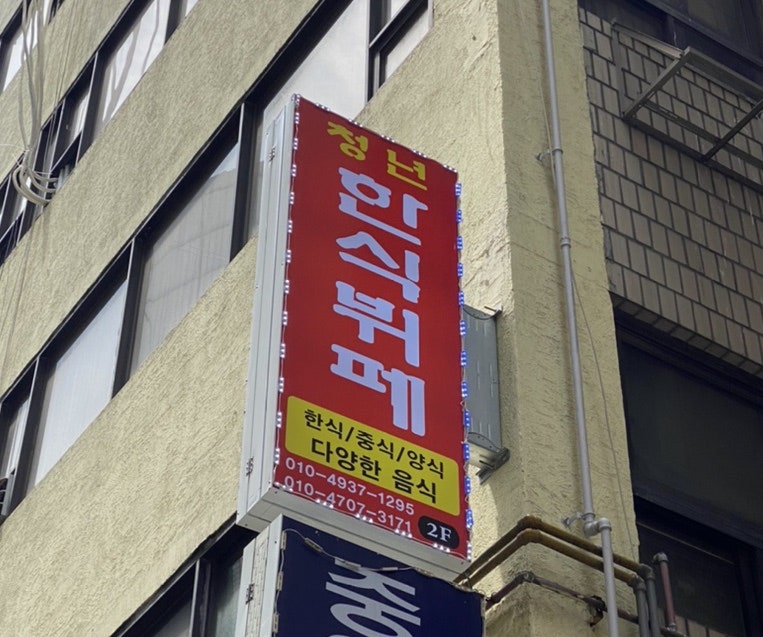 청년
한식뷔페
한식/중식/양식
다양한 음식
010-4937-1295
010-4707-3171
2F
중